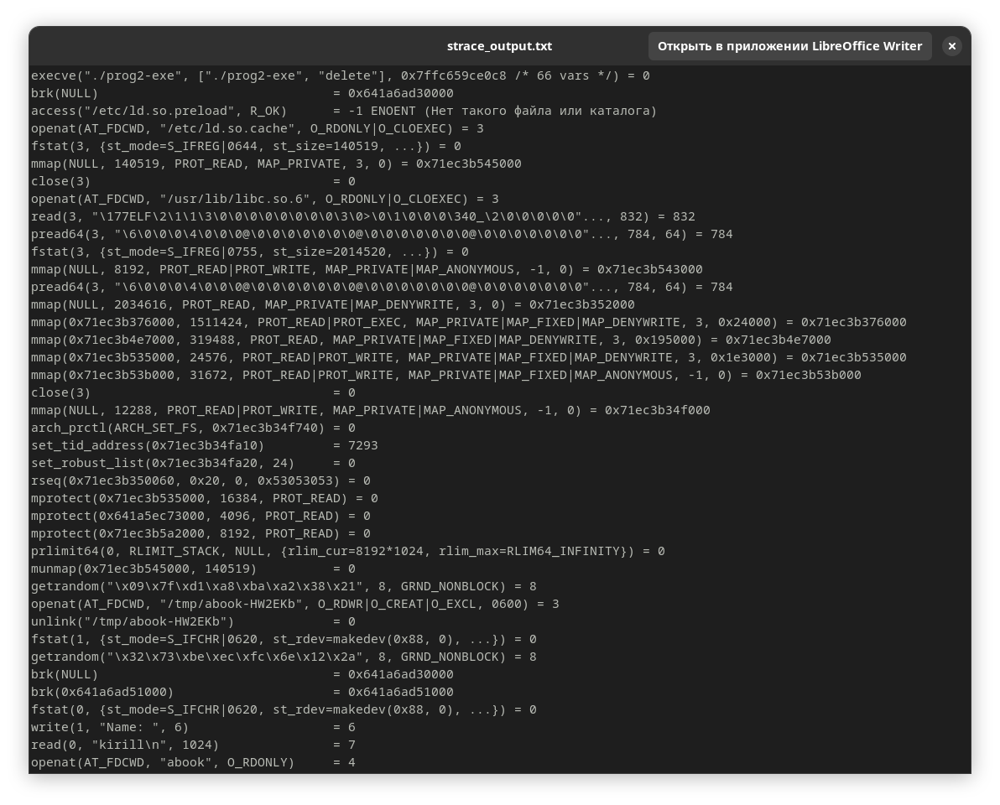 strace_output.txt
Открыть в приложении LibreOffice Writer
execve("./prog2-exe", ["./prog2-exe", "delete"], 0x7ffc659ce0c8 /* 66 vars */) = 0
brk(NULL) = 0x641a6ad30000
access("/etc/ld.so.preload", R_OK) = -1 ENOENT (Нет такого файла или каталога)
openat(AT_FDCWD, "/etc/ld.so.cache", O_RDONLY|O_CLOEXEC) = 3
fstat(3, {st_mode=S_IFREG|0644, st_size=140519, ...}) = 0
mmap(NULL, 140519, PROT_READ, MAP_PRIVATE, 3, 0) = 0x71ec3b545000
close(3) = 0
openat(AT_FDCWD, "/usr/lib/libc.so.6", O_RDONLY|O_CLOEXEC) = 3
read(3, "\177ELF\2\1\1\3\0\0\0\0\0\0\0\0\3\0>\0\1\0\0\0\340_\2\0\0\0\0\0"..., 832) = 832
pread64(3, "\6\0\0\0\4\0\0\0@\0\0\0\0\0\0\0@\0\0\0\0\0\0\0@\0\0\0\0\0\0\0"..., 784, 64) = 784
fstat(3, {st_mode=S_IFREG|0755, st_size=2014520, ...}) = 0
mmap(NULL, 8192, PROT_READ|PROT_WRITE, MAP_PRIVATE|MAP_ANONYMOUS, -1, 0) = 0x71ec3b543000
pread64(3, "\6\0\0\0\4\0\0\0@\0\0\0\0\0\0\0@\0\0\0\0\0\0\0@\0\0\0\0\0\0\0"..., 784, 64) = 784
mmap(NULL, 2034616, PROT_READ, MAP_PRIVATE|MAP_DENYWRITE, 3, 0) = 0x71ec3b352000
mmap(0x71ec3b376000, 1511424, PROT_READ|PROT_EXEC, MAP_PRIVATE|MAP_FIXED|MAP_DENYWRITE, 3, 0x24000) = 0x71ec3b376000
mmap(0x71ec3b4e7000, 319488, PROT_READ, MAP_PRIVATE|MAP_FIXED|MAP_DENYWRITE, 3, 0x195000) = 0x71ec3b4e7000
mmap(0x71ec3b535000, 24576, PROT_READ|PROT_WRITE, MAP_PRIVATE|MAP_FIXED|MAP_DENYWRITE, 3, 0x1e3000) = 0x71ec3b535000
mmap(0x71ec3b53b000, 31672, PROT_READ|PROT_WRITE, MAP_PRIVATE|MAP_FIXED|MAP_ANONYMOUS, -1, 0) = 0x71ec3b53b000
close(3) = 0
mmap(NULL, 12288, PROT_READ|PROT_WRITE, MAP_PRIVATE|MAP_ANONYMOUS, -1, 0) = 0x71ec3b34f000
arch_prctl(ARCH_SET_FS, 0x71ec3b34f740) = 0
set_tid_address(0x71ec3b34fa10) = 7293
set_robust_list(0x71ec3b34fa20, 24) = 0
rseq(0x71ec3b350060, 0x20, 0, 0x53053053) = 0
mprotect(0x71ec3b535000, 16384, PROT_READ) = 0
mprotect(0x641a5ec73000, 4096, PROT_READ) = 0
mprotect(0x71ec3b5a2000, 8192, PROT_READ) = 0
prlimit64(0, RLIMIT_STACK, NULL, {rlim_cur=8192*1024, rlim_max=RLIM64_INFINITY}) = 0
munmap(0x71ec3b545000, 140519) = 0
getrandom("\x09\x7f\xd1\xa8\xba\xa2\x38\x21", 8, GRND_NONBLOCK) = 8
openat(AT_FDCWD, "/tmp/abook-HW2EKb", O_RDWR|O_CREAT|O_EXCL, 0600) = 3
unlink("/tmp/abook-HW2EKb") = 0
fstat(1, {st_mode=S_IFCHR|0620, st_rdev=makedev(0x88, 0), ...}) = 0
getrandom("\x32\x73\xbe\xec\xfc\x6e\x12\x2a", 8, GRND_NONBLOCK) = 8
brk(NULL) = 0x641a6ad30000
brk(0x641a6ad51000) = 0x641a6ad51000
fstat(0, {st_mode=S_IFCHR|0620, st_rdev=makedev(0x88, 0), ...}) = 0
write(1, "Name: ", 6) = 6
read(0, "kirill\n", 1024) = 7
openat(AT_FDCWD, "abook", O_RDONLY) = 4